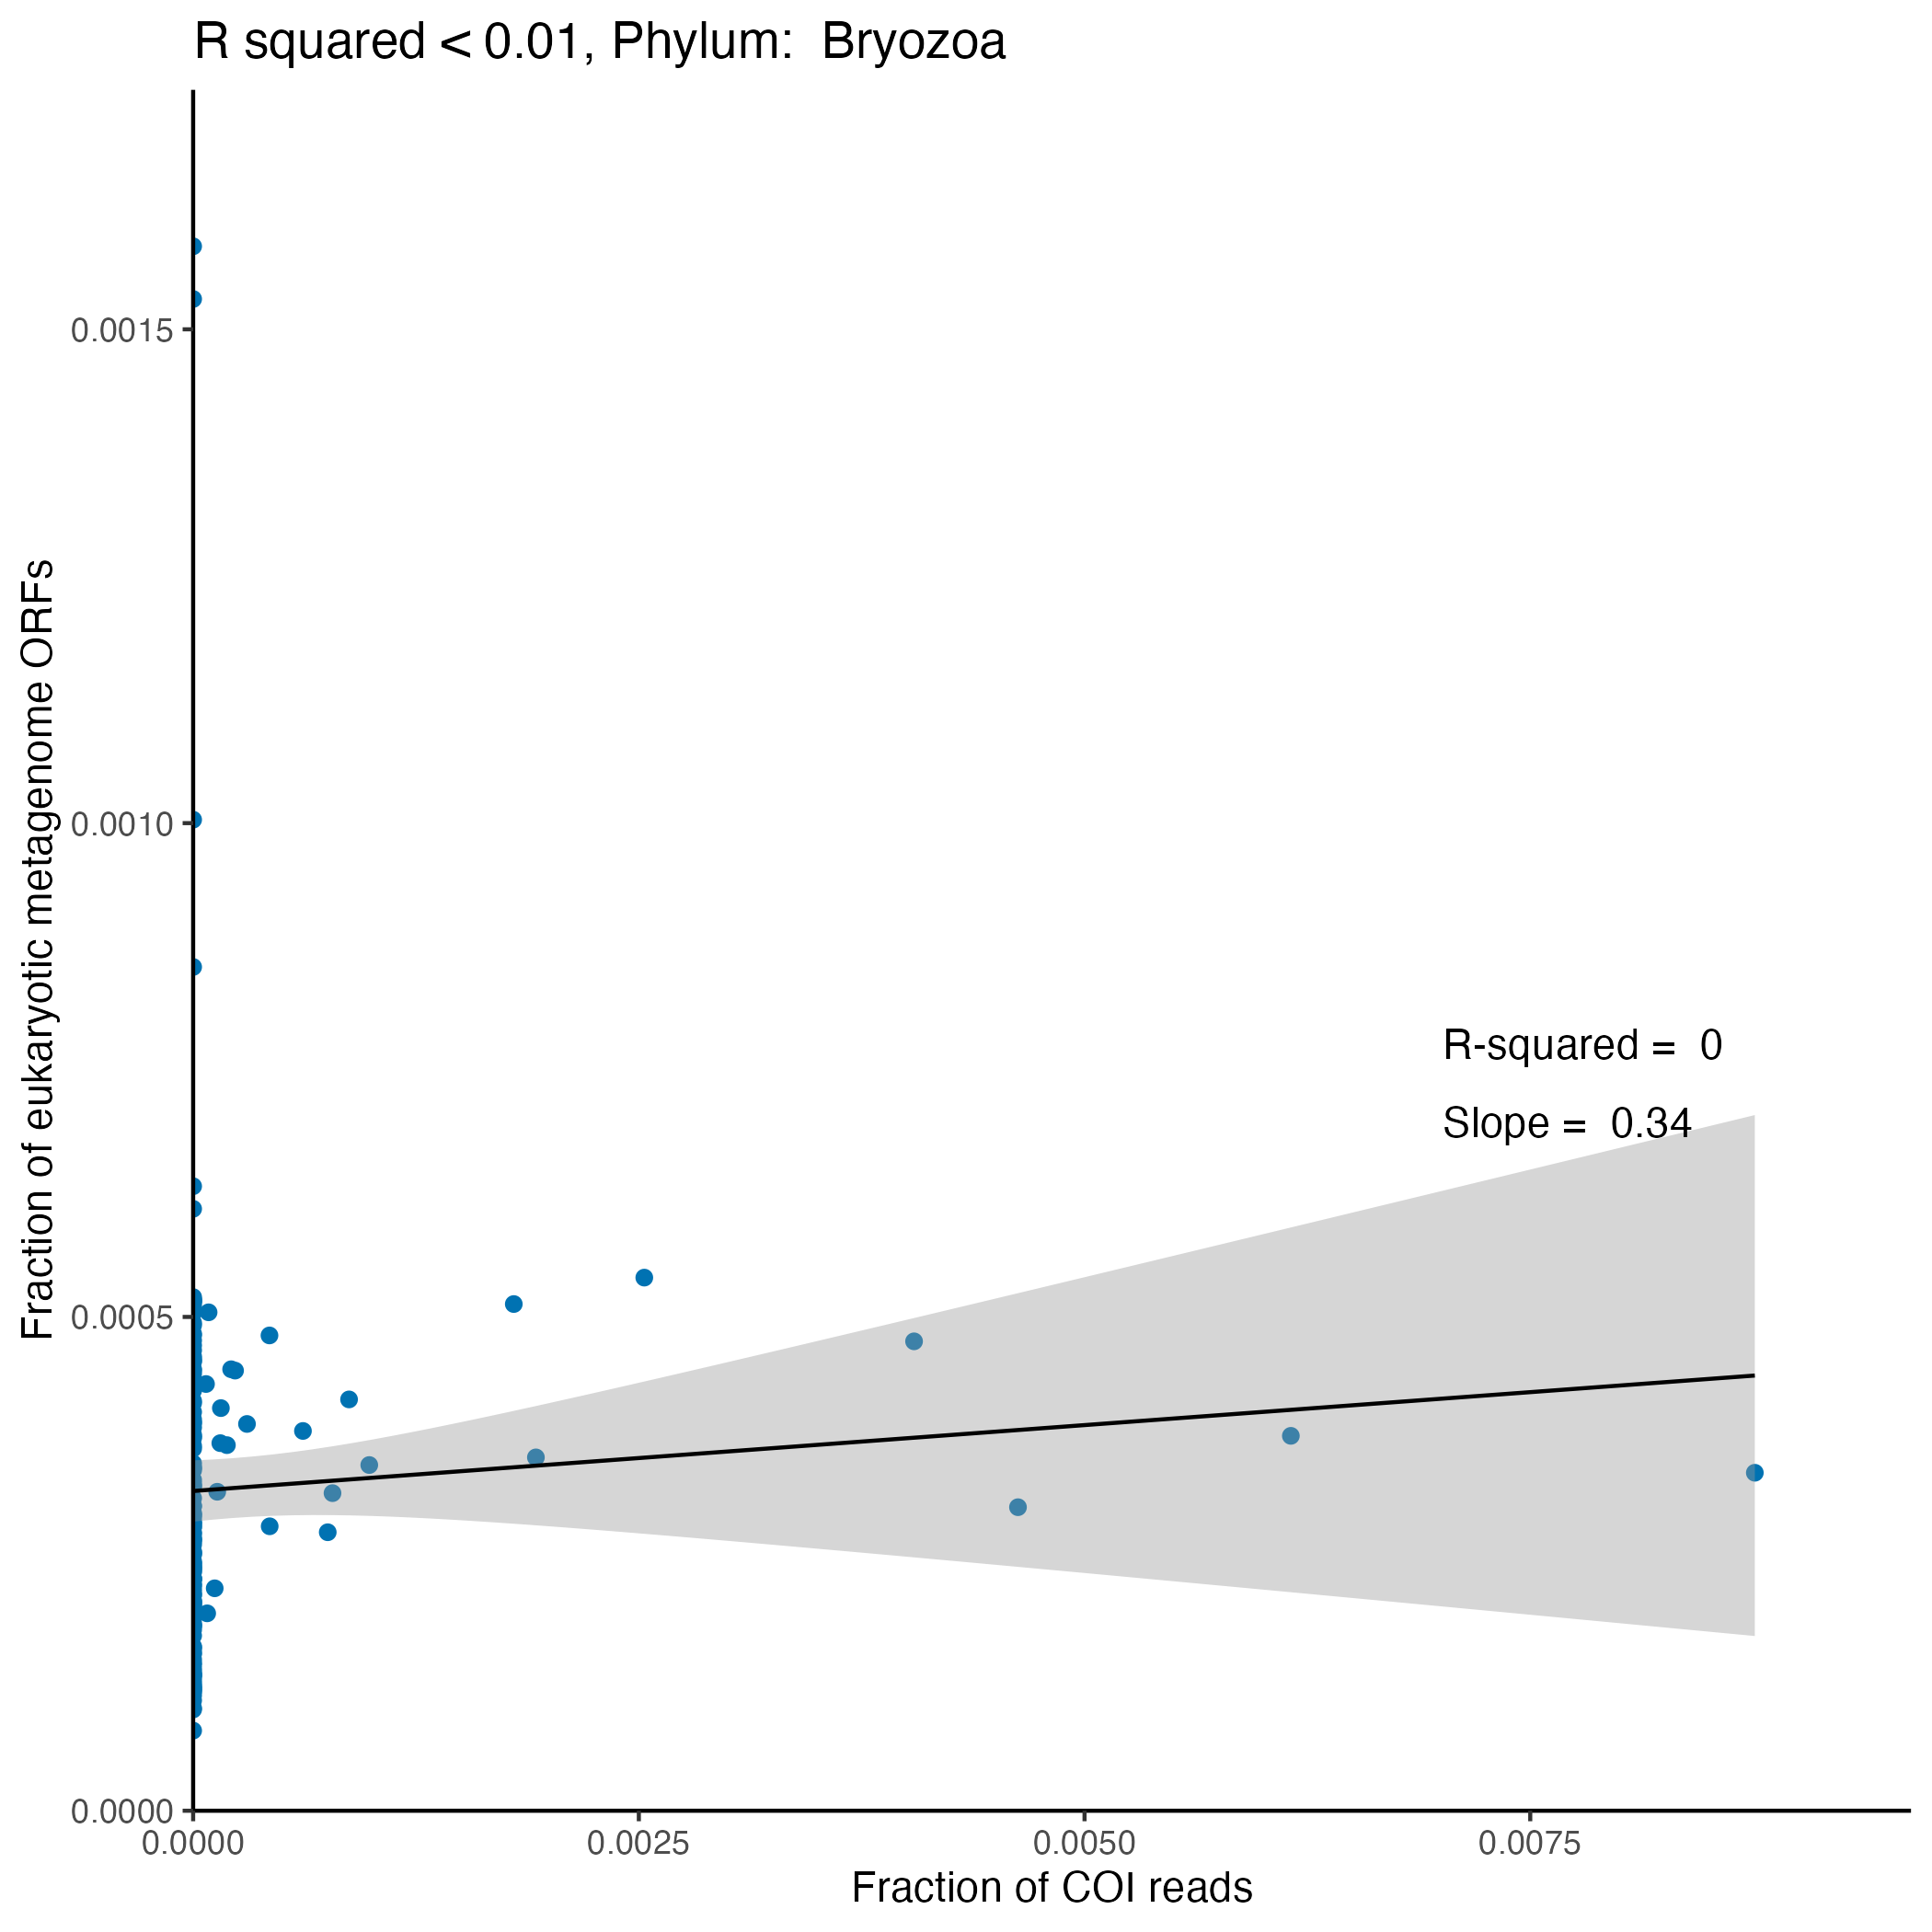 R squared < 0.01, Phylum:  Bryozoa
Fraction of eukaryotic metagenome ORFs
0.0015
0.0010
R-squared =  0
Slope =  0.34
0.0005
0.0000
0.0000
0.0025
0.0050
0.0075
Fraction of COI reads